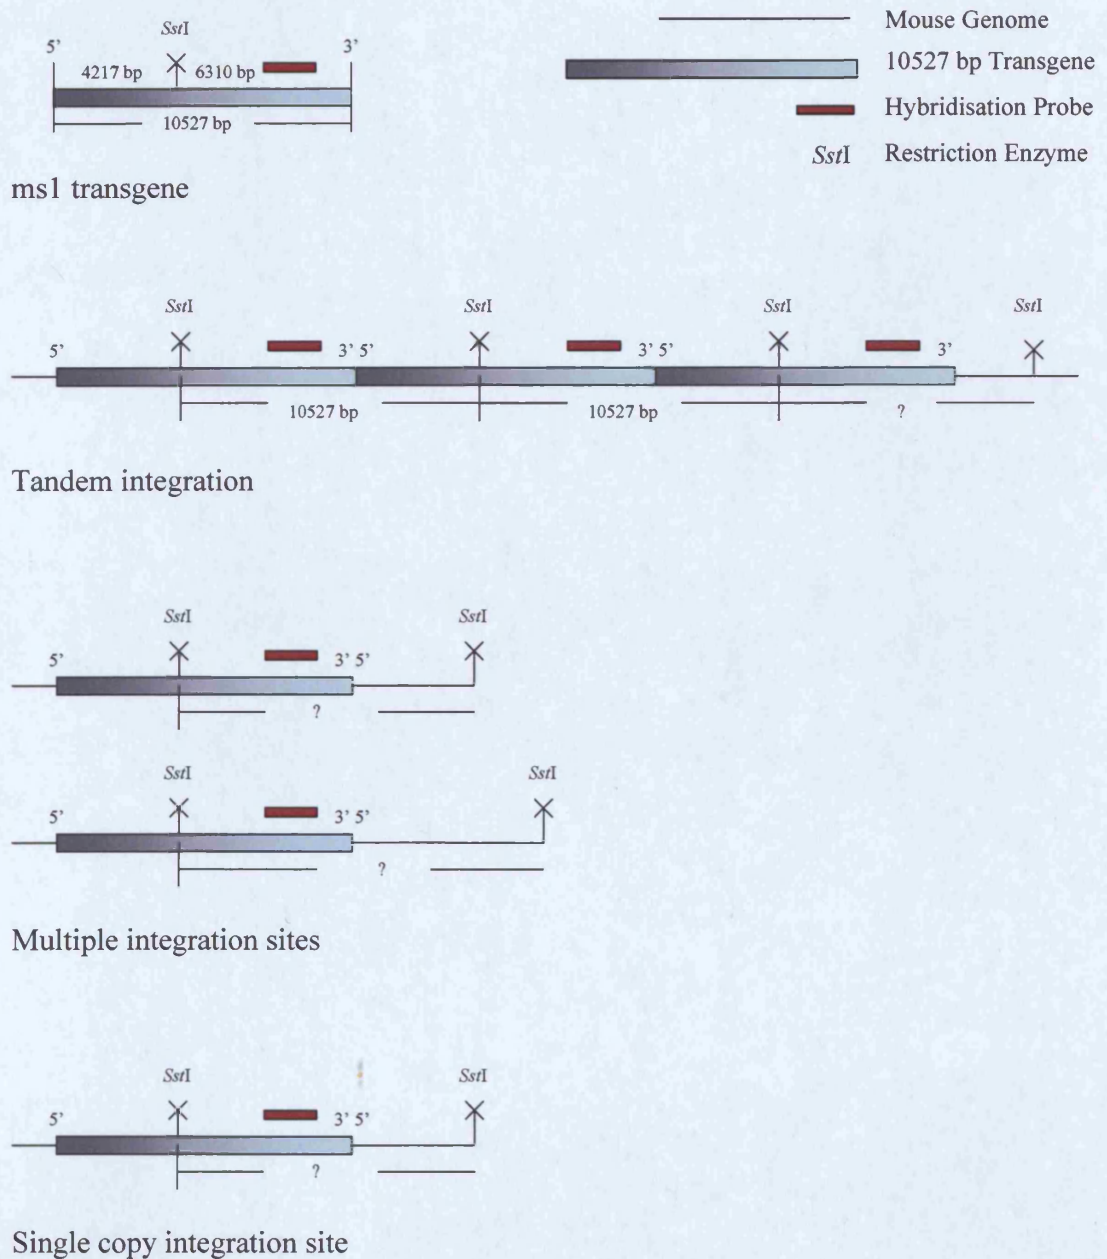 SstI
5’ 3’
4217 bp 6310 bp
10527 bp
ms1 transgene
Mouse Genome
10527 bp Transgene
Hybridisation Probe
SstI Restriction Enzyme
SstI SstI SstI SstI
5’ 3’ 5’ 3’ 5’ 3’
10527 bp 10527 bp ?
Tandem integration
SstI SstI
5’ 3’ 5’
?
SstI SstI
5’ 3’ 5’
?
Multiple integration sites
SstI SstI
5’ 3’ 5’
?
Single copy integration site